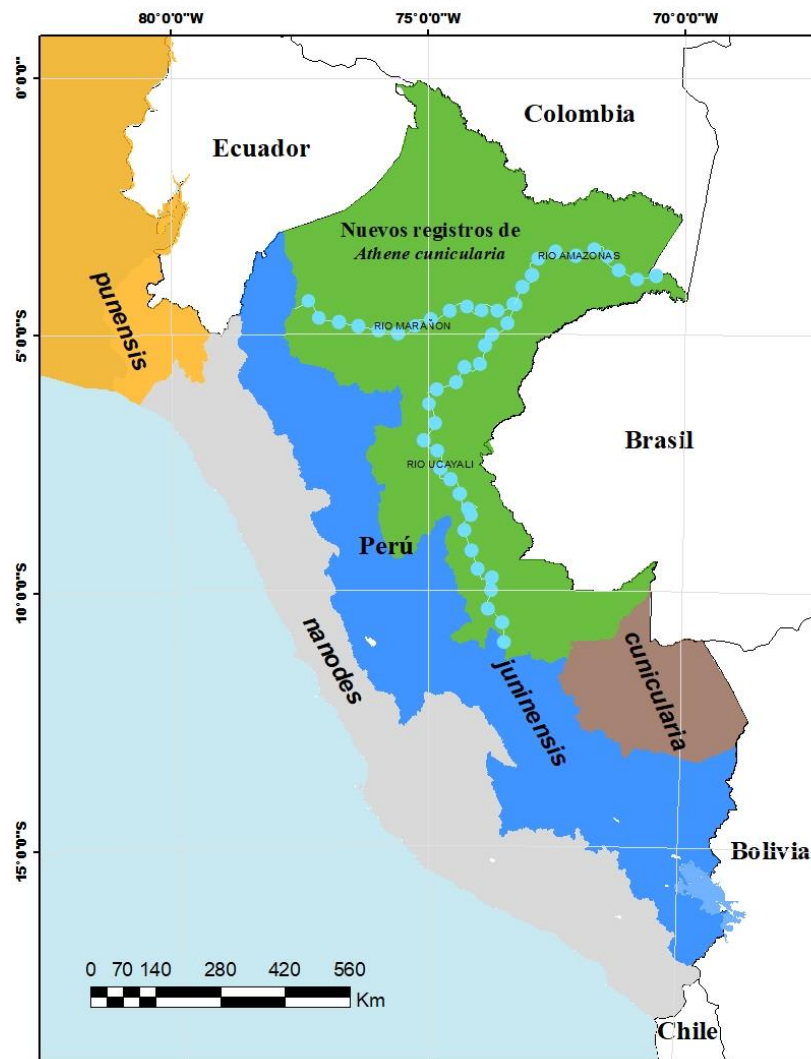 80°0'0"
75°0'0"
70°0'0"
0°0'0"
Colombia
Ecuador
Nuevos registros de
Athene cunicularia
RIO AMAZONAS
punensis
RIO MARAÑON
5°0'0"S
Brasil
RIO UCAYALI
Perú
10°0'0"S
nanodes
juninensis
cunicularia
15°0'0"S
Bolivia
0 70 140 280 420 560
Km
Chile